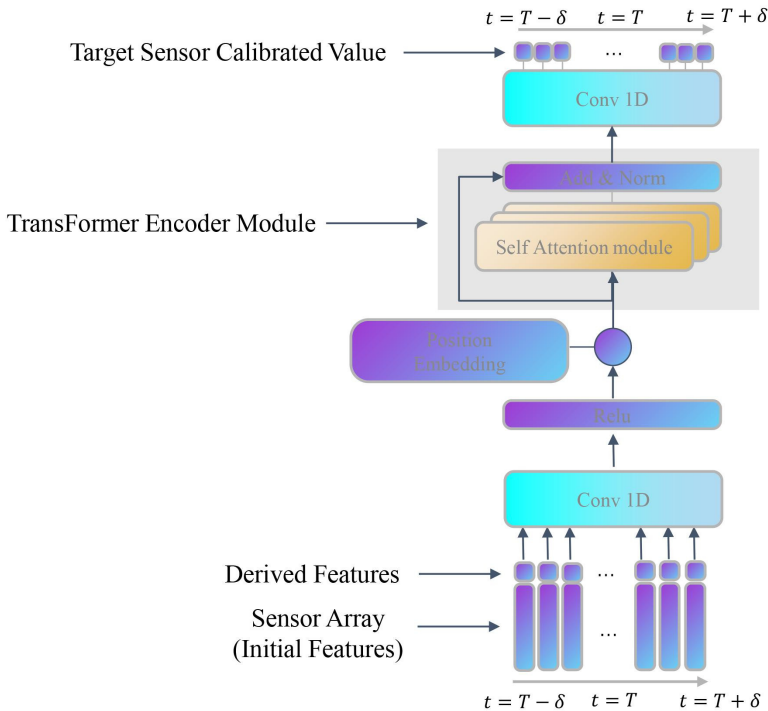 t = T − δ t = T t = T + δ
Target Sensor Calibrated Value
...
Conv 1D
Add & Norm
TransFormer Encoder Module
Self Attention module
Position
Embedding
Relu
Conv 1D
Derived Features
...
Sensor Array
(Initial Features)
...
t = T − δ t = T t = T + δ